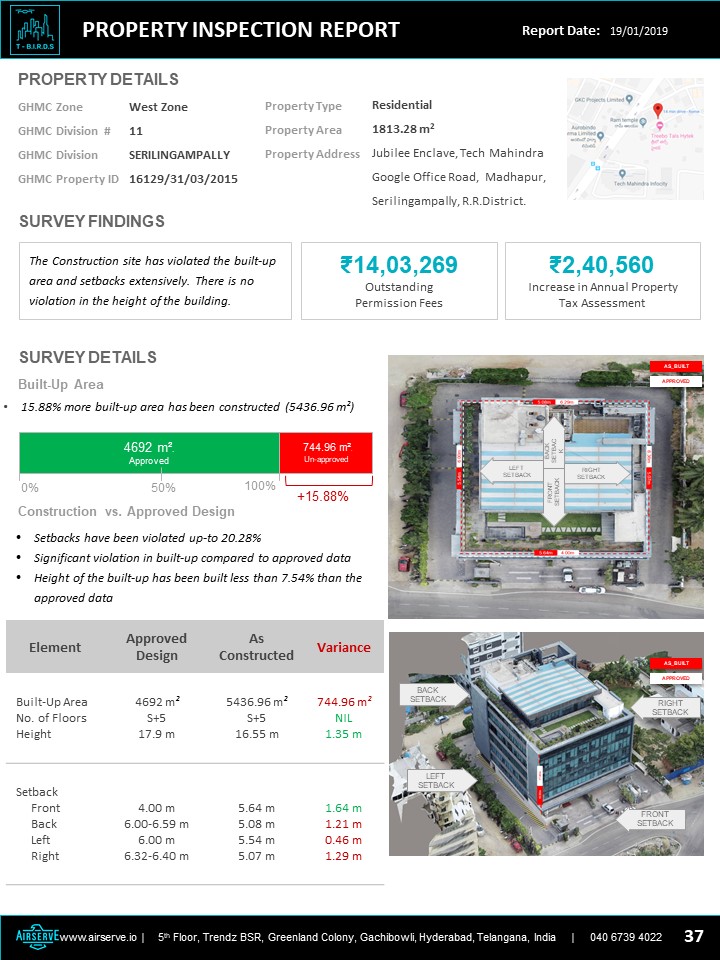 T - B.I.R.D.S
PROPERTY INSPECTION REPORT
Report Date: 19/01/2019
PROPERTY DETAILS
GHMC Zone West Zone
GHMC Division # 11
GHMC Division SERILINGAMPALLY
GHMC Property ID 16129/31/03/2015
Property Type Residential
Property Area 1813.28 m²
Property Address Jubilee Enclave, Tech Mahindra
Google Office Road, Madhapur,
Serilingampally, R.R.District.
GKC Projects Limited
Ram temple
Aurobindo
Tech Mahindra Infocity
SURVEY FINDINGS
The Construction site has violated the built-up
area and setbacks extensively. There is no
violation in the height of the building.
₹14,03,269
Outstanding
Permission Fees
₹2,40,560
Increase in Annual Property
Tax Assessment
SURVEY DETAILS
Built-Up Area
• 15.88% more built-up area has been constructed (5436.96 m²)
4692 m².
Approved
744.96 m²
Un-approved
0% 50% 100%
+15.88%
Construction vs. Approved Design
• Setbacks have been violated up-to 20.28%
• Significant violation in built-up compared to approved data
• Height of the built-up has been built less than 7.54% than the
approved data
Element Approved Design As Constructed Variance
Built-Up Area 4692 m² 5436.96 m² 744.96 m²
No. of Floors S+5 S+5 NIL
Height 17.9 m 16.55 m 1.35 m
Setback
Front 4.00 m 5.64 m 1.64 m
Back 6.00-6.59 m 5.08 m 1.21 m
Left 6.00 m 5.54 m 0.46 m
Right 6.32-6.40 m 5.07 m 1.29 m
AS_BUILT
APPROVED
5.08m 6.29m
BACK
SETBAC
K
LEFT
SETBACK
RIGHT
SETBACK
FRONT
SETBACK
5.54m 6.00m
5.64m 4.00m
AS_BUILT
APPROVED
BACK
SETBACK
RIGHT
SETBACK
LEFT
SETBACK
FRONT
SETBACK
AIRSERVE www.airserve.io | 5th Floor, Trendz BSR, Greenland Colony, Gachibowli, Hyderabad, Telangana, India | 040 6739 4022 37